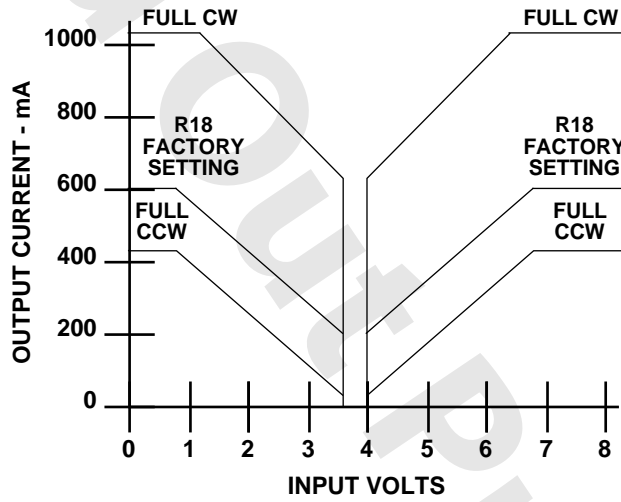 FULL CW
FULL CW
1000
800
R18
FACTORY
SETTING
R18
FACTORY
SETTING
600
FULL
CCW
FULL
CCW
400
200
0
OUTPUT CURRENT - mA
0 1 2 3 4 5 6 7 8
INPUT VOLTS